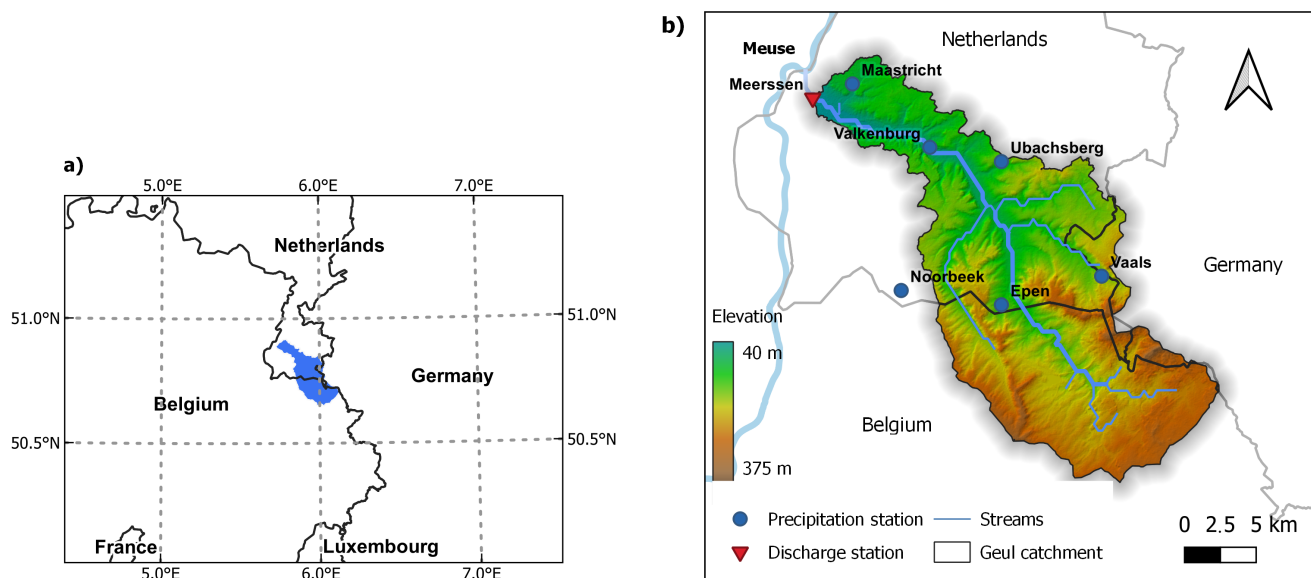 a)
5.0°E
6.0°E
7.0°E
Netherlands
51.0°N
51.0°N
Germany
Belgium
50.5°N
50.5°N
France
Luxembourg
5.0°E
6.0°E
7.0°E
b)
Netherlands
Meuse
Maastricht
Meerssen
Valkenburg
Ubachsberg
Vaals
Germany
Noorbeek
Epen
Elevation
40 m
Belgium
375 m
Precipitation station
Streams
0 2.5 5 km
Discharge station
Geul catchment